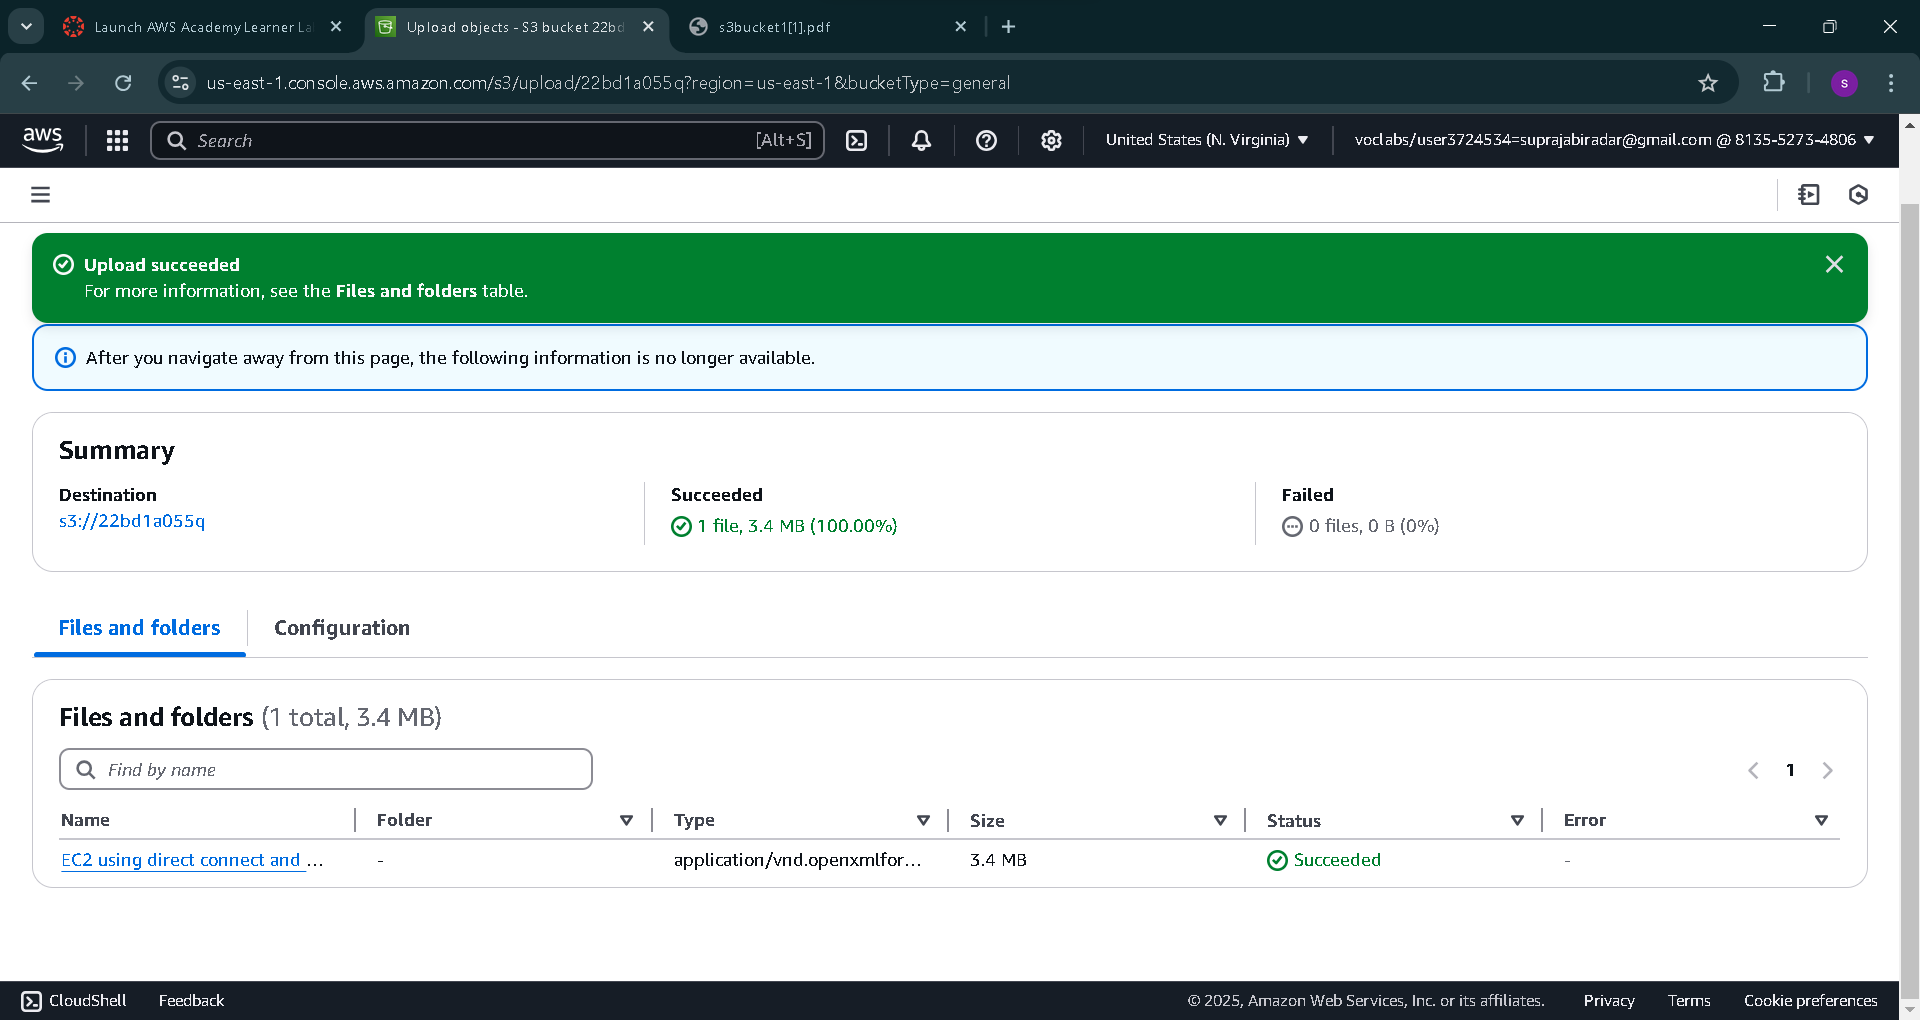 Launch AWS Academy Learner La
Upload objects - S3 bucket 22bd
s3bucket1[1].pdf
us-east-1.console.aws.amazon.com/s3/upload/22bd1a055q?region=us-east-1&bucketType=general
s
aws
Search
[Alt+S]
United States (N. Virginia)
voclabs/user3724534=suprajabiradar@gmail.com @ 8135-5273-4806
Upload succeeded
For more information, see the Files and folders table.
After you navigate away from this page, the following information is no longer available.
Summary
Destination
s3://22bd1a055q
Succeeded
1 file, 3.4 MB (100.00%)
Failed
0 files, 0 B (0%)
Files and folders
Configuration
Files and folders (1 total, 3.4 MB)
Find by name
1
Name Folder Type Size Status Error
EC2 using direct connect and ... - application/vnd.openxmlfor... 3.4 MB Succeeded -
CloudShell Feedback © 2025, Amazon Web Services, Inc. or its affiliates. Privacy Terms Cookie preferences